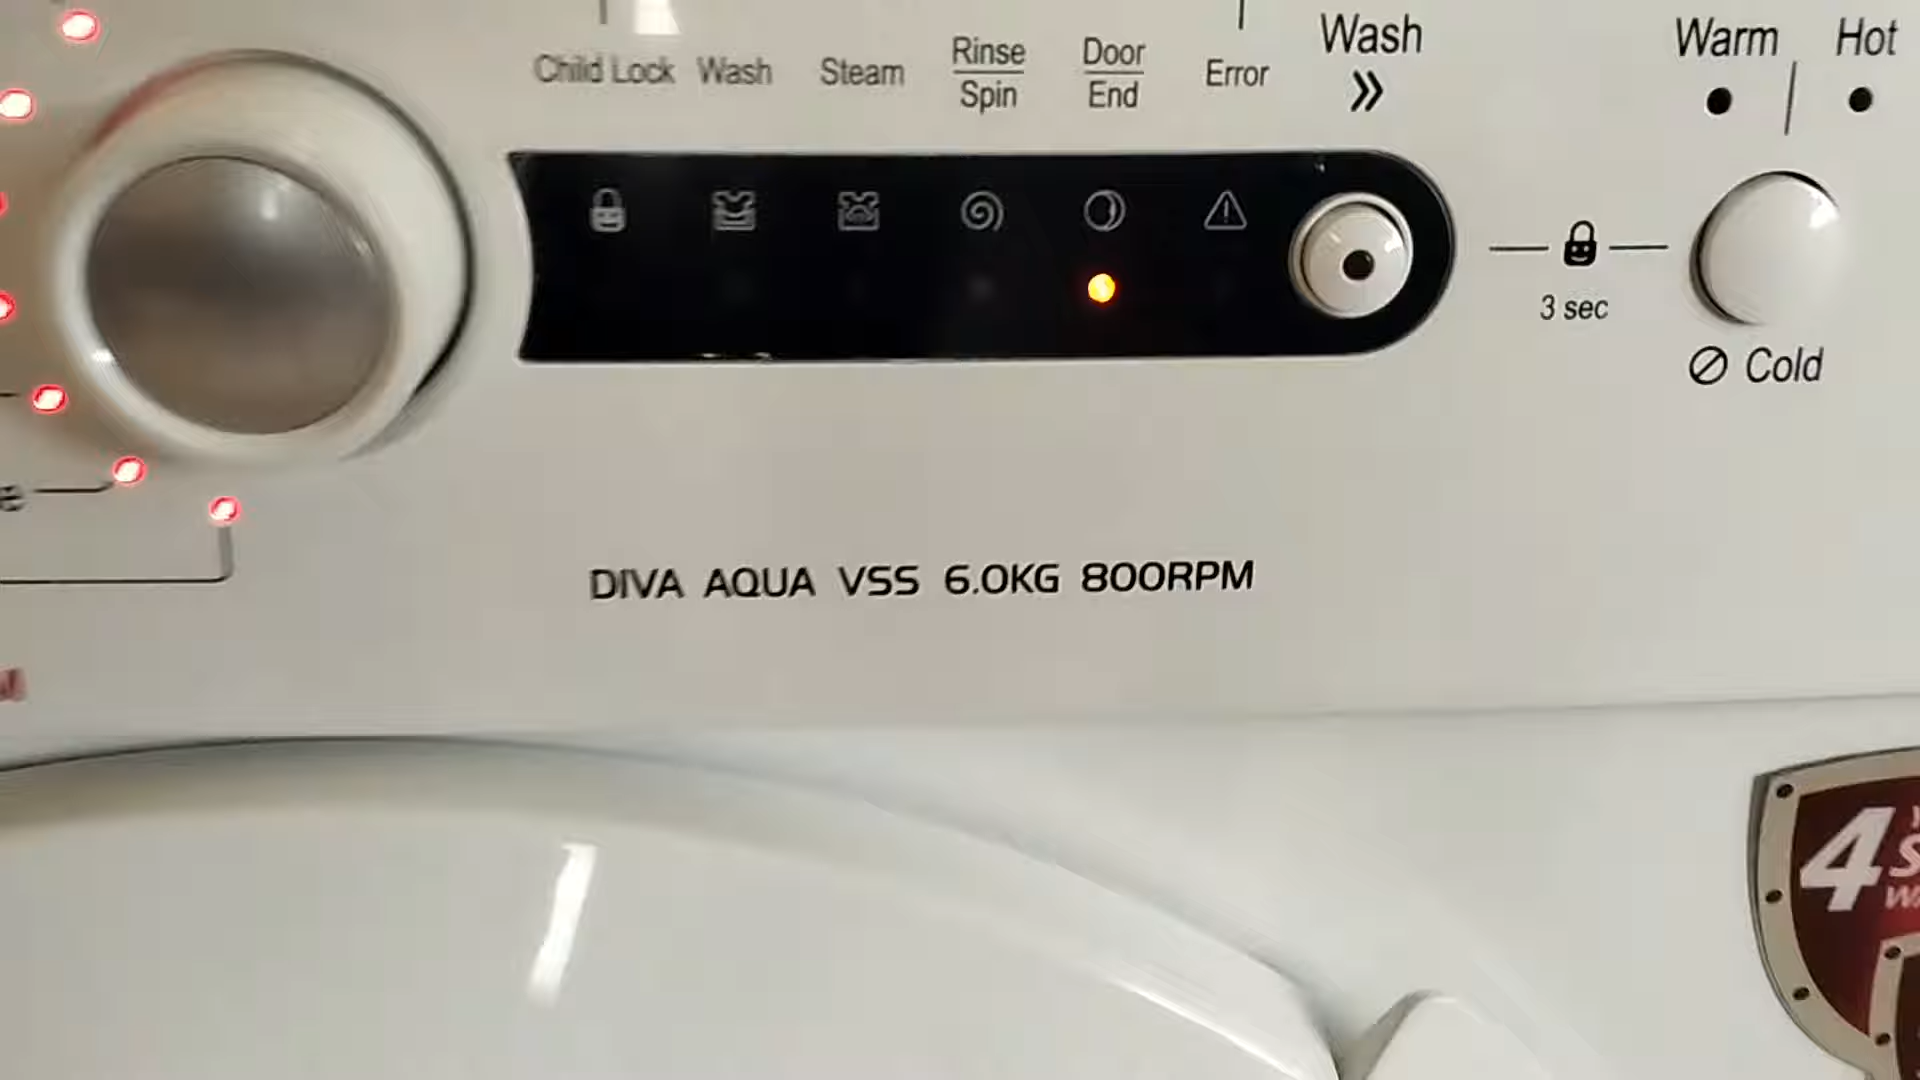 Child Lock Wash Steam Rinse Spin Door End Error Wash »
Warm Hot
3 sec
Cold
DIVA AQUA VSS 6.0KG 800RPM
4